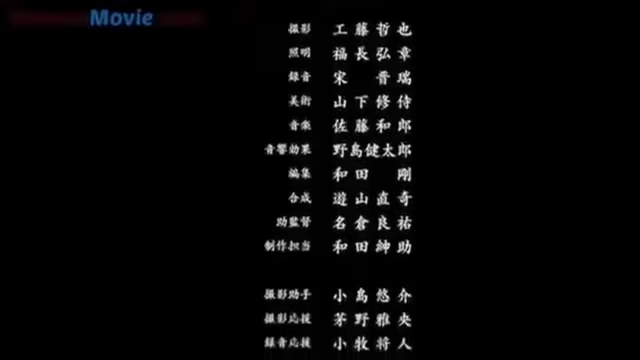 Movie
撮影 工藤哲也
照明 福長弘章
録音 宋晋瑞
美術 山下修侍
音楽 佐藤和郎
音響効果 野島健太郎
編集 和田剛
合成 遊山直奇
助監督 名倉良祐
制作担当 和田紳助
撮影助手 小島悠介
撮影応援 茅野雅央
録音応援 小牧将人